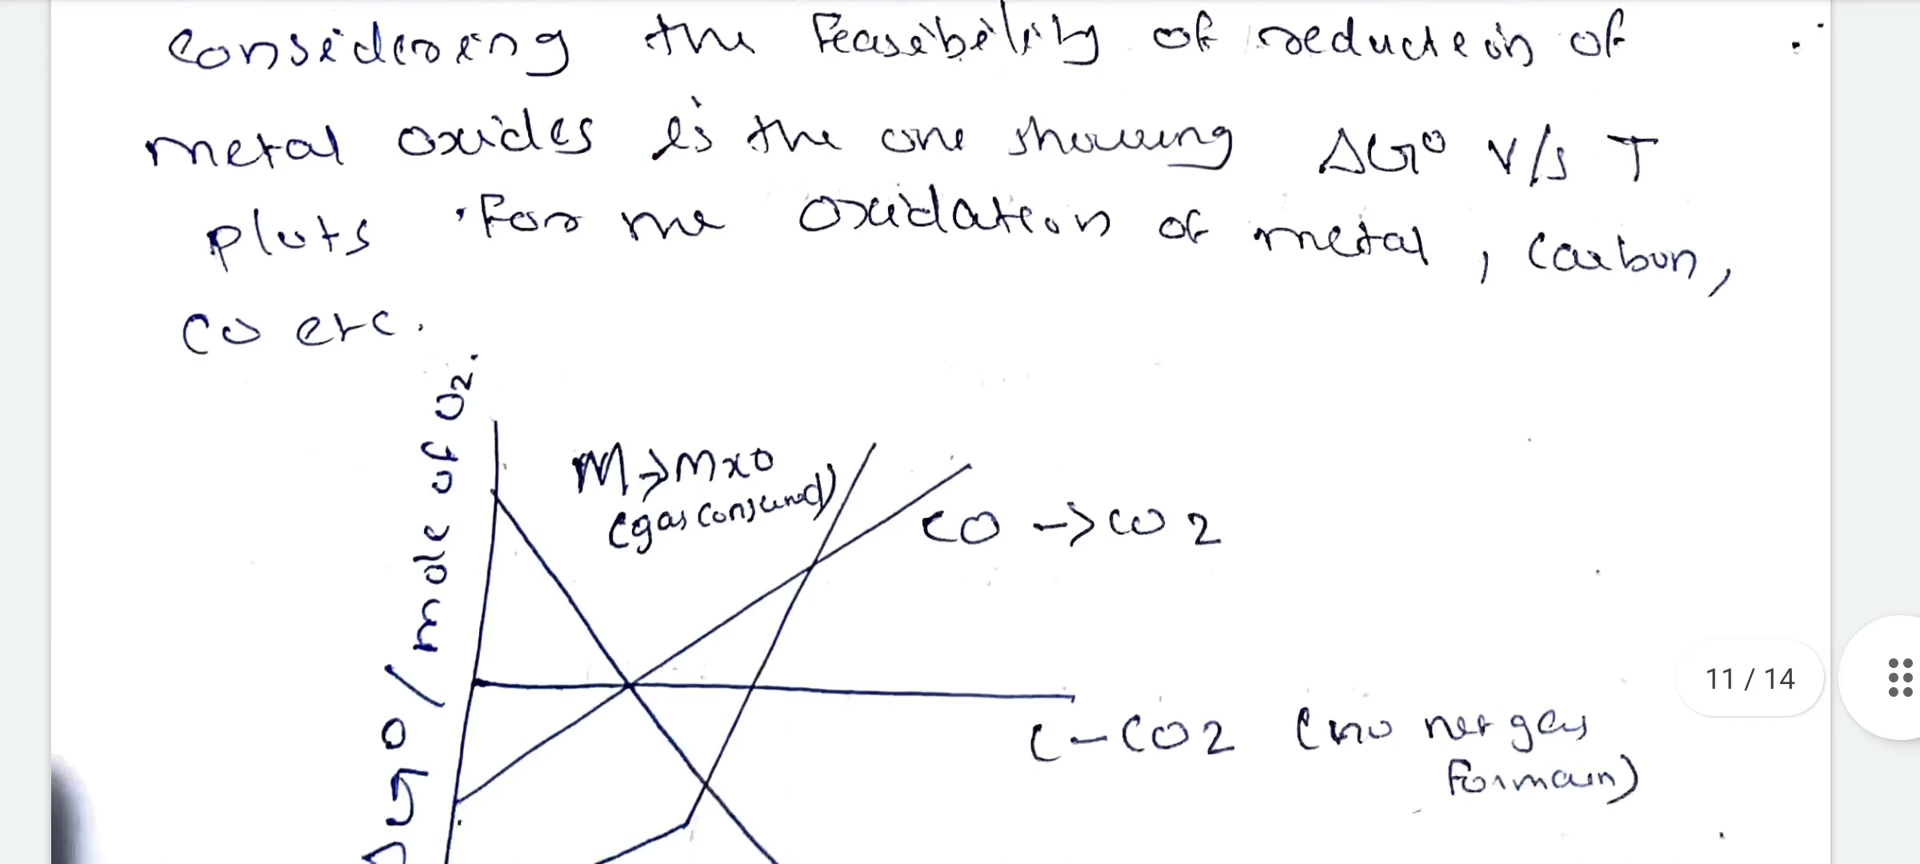 Considering the Feasibility of reduction of
metal oxides is the one showing ΔG° V/s T
plots. For the oxidation of metal, carbon,
CO etc.
ΔG° / mole of O2.
M → MxO
(gas consumed)
CO -> CO2
C - CO2 (no net gas
Formain)
11 / 14